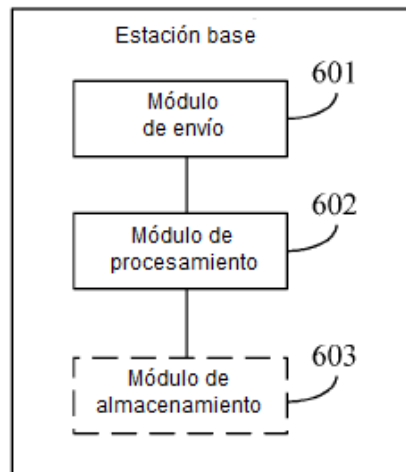 Estación base
601
Módulo
de envío
602
Módulo de
procesamiento
603
Módulo de
almacenamiento